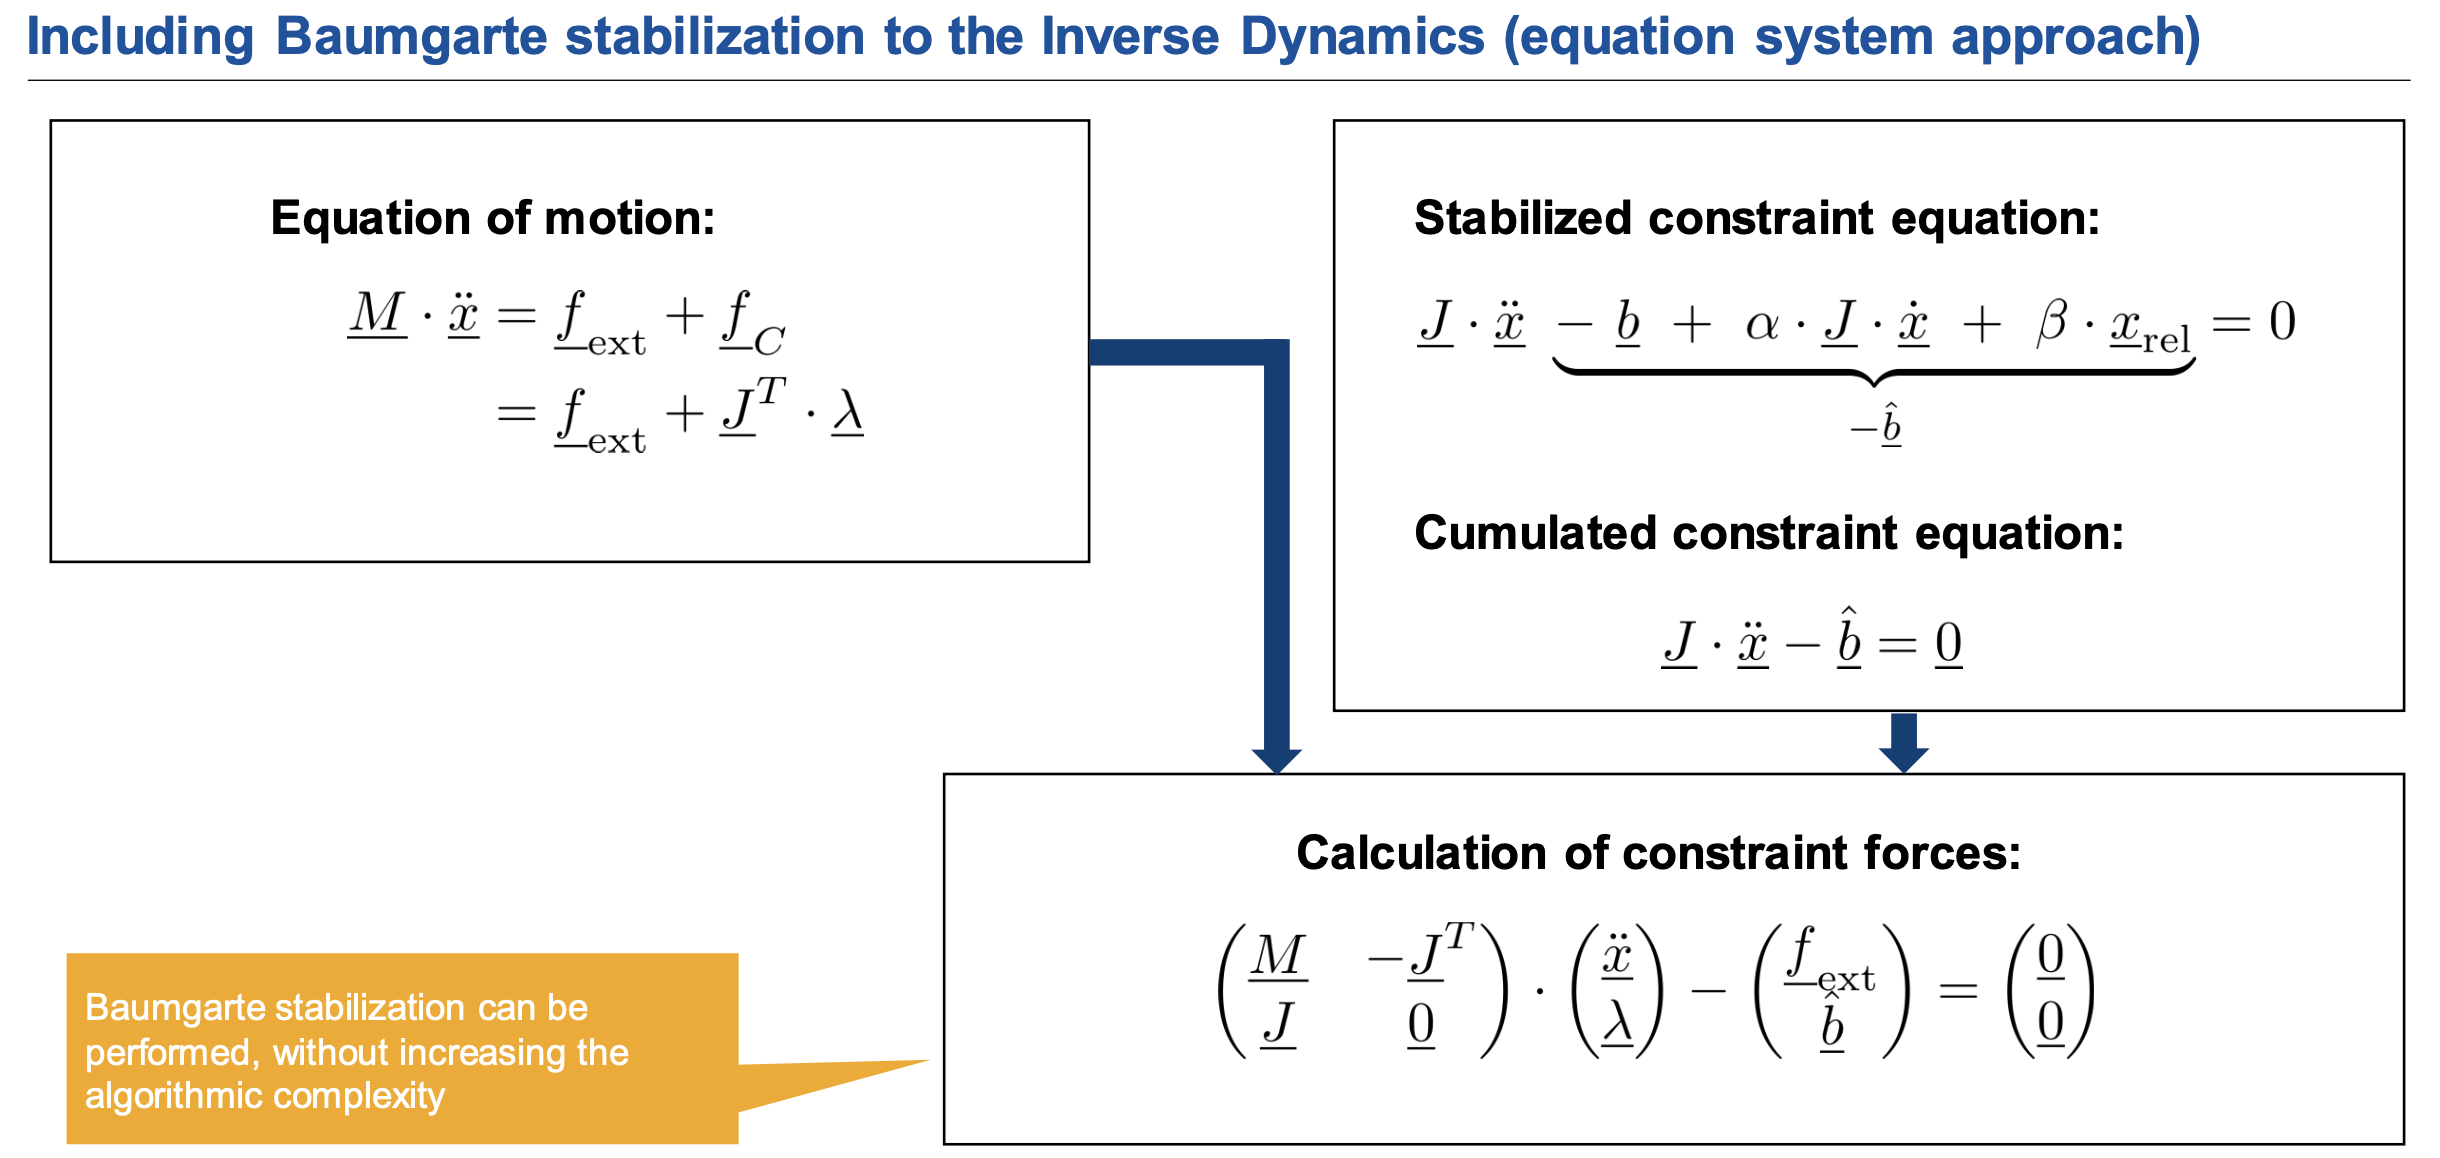 Including Baumgarte stabilization to the Inverse Dynamics (equation system approach)
Equation of motion:
$\underline{M} \cdot \underline{\ddot{x}} = \underline{f}_{\text{ext}} + \underline{f}_C$
$= \underline{f}_{\text{ext}} + \underline{J}^T \cdot \underline{\lambda}$
Stabilized constraint equation:
$\underline{J} \cdot \underline{\ddot{x}} \underbrace{- \underline{b} + \alpha \cdot \underline{J} \cdot \underline{\dot{x}} + \beta \cdot \underline{x}_{\text{rel}}}_{-\underline{\hat{b}}} = 0$
Cumulated constraint equation:
$\underline{J} \cdot \underline{\ddot{x}} - \underline{\hat{b}} = \underline{0}$
Calculation of constraint forces:
$\begin{pmatrix} \underline{M} & -\underline{J}^T \\ \underline{J} & \underline{0} \end{pmatrix} \cdot \begin{pmatrix} \underline{\ddot{x}} \\ \underline{\lambda} \end{pmatrix} - \begin{pmatrix} \underline{f}_{\text{ext}} \\ \underline{\hat{b}} \end{pmatrix} = \begin{pmatrix} \underline{0} \\ \underline{0} \end{pmatrix}$
Baumgarte stabilization can be
performed, without increasing the
algorithmic complexity